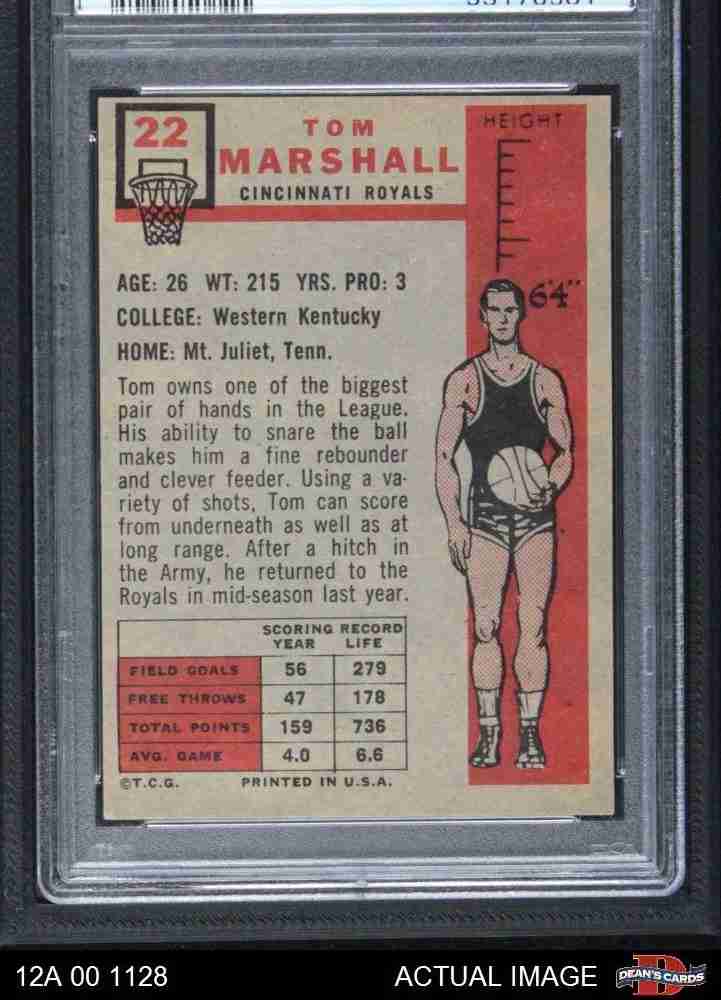 22
TOM
MARSHALL
CINCINNATI ROYALS
HEIGHT
6'4"
AGE: 26 WT: 215 YRS. PRO: 3
COLLEGE: Western Kentucky
HOME: Mt. Juliet, Tenn.
Tom owns one of the biggest
pair of hands in the League.
His ability to snare the ball
makes him a fine rebounder
and clever feeder. Using a va-
riety of shots, Tom can score
from underneath as well as at
long range. After a hitch in
the Army, he returned to the
Royals in mid-season last year.
SCORING RECORD
YEAR LIFE
FIELD GOALS 56 279
FREE THROWS 47 178
TOTAL POINTS 159 736
AVG. GAME 4.0 6.6
©T.C.G. PRINTED IN U.S.A.
12A 00 1128
ACTUAL IMAGE
DEAN'S CARDS
.COM